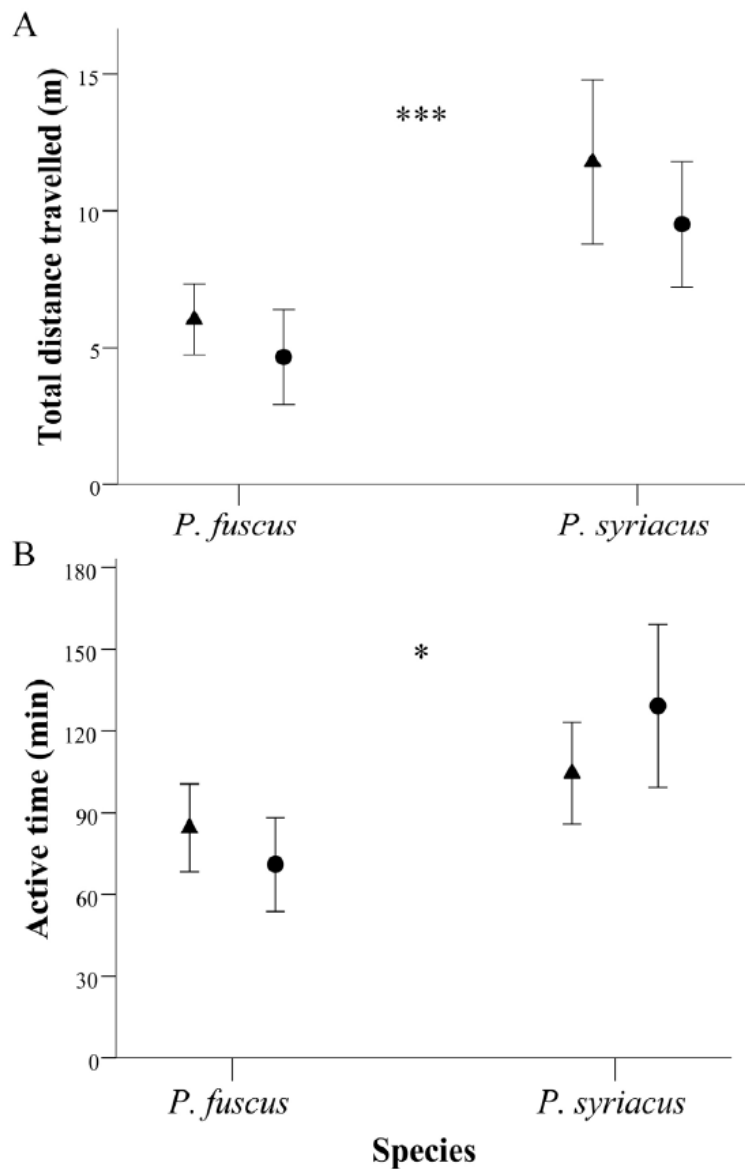 A
Total distance travelled (m)
15
10
5
0
***
P. fuscus
P. syriacus
B
Active time (min)
180
150
120
90
60
30
0
*
P. fuscus
P. syriacus
Species